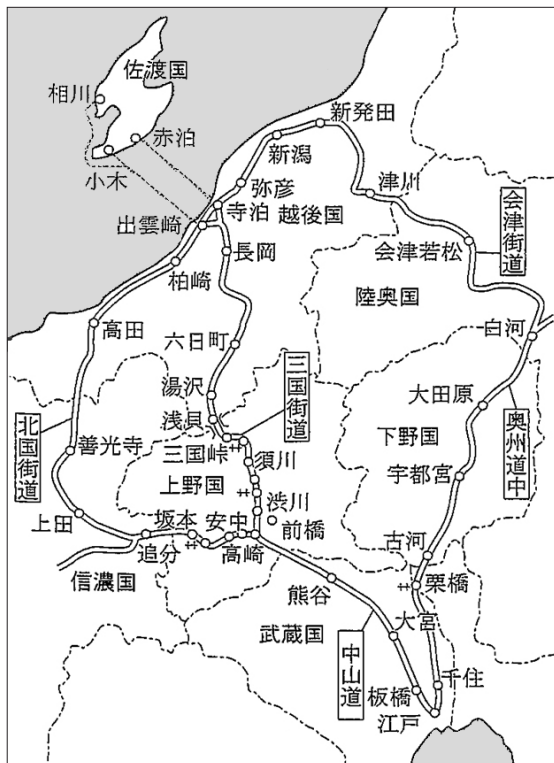 佐渡国
相川
赤泊
小木
新発田
新潟
弥彦
寺泊
越後国
出雲崎
津川
会津街道
長岡
会津若松
柏崎
陸奥国
高田
白河
六日町
湯沢
三国街道
大田原
奥州道中
浅貝
下野国
北国街道
善光寺
三国峠
須川
上野国
宇都宮
渋川
上田
坂本
安中
前橋
追分
高崎
古河
信濃国
熊谷
栗橋
武蔵国
大宮
中山道
板橋
千住
江戸